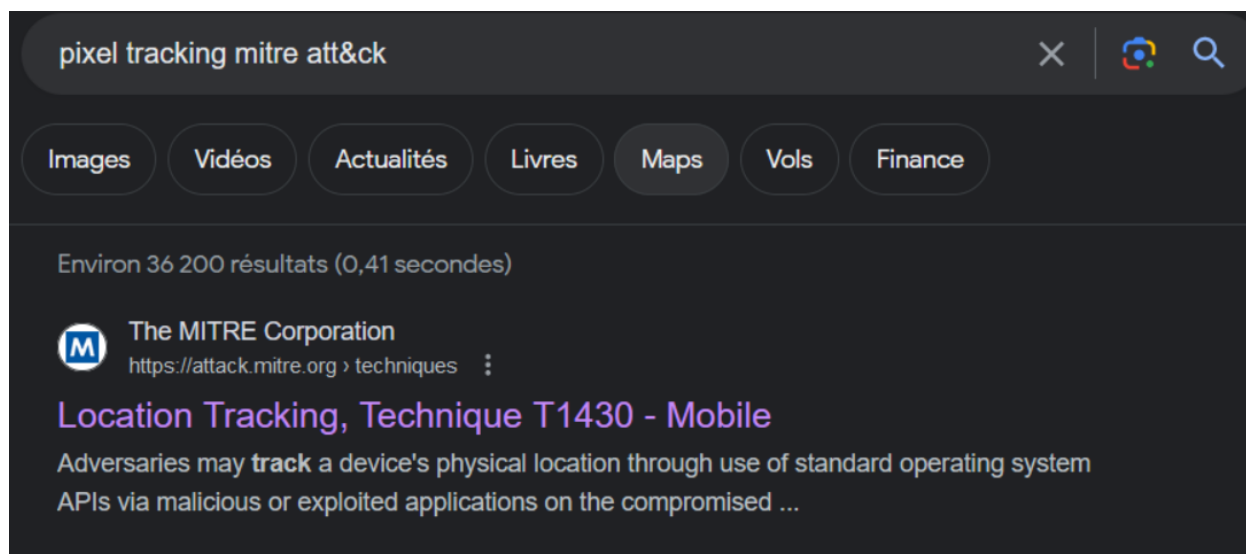 pixel tracking mitre att&ck
Images Vidéos Actualités Livres Maps Vols Finance
Environ 36 200 résultats (0,41 secondes)
M
The MITRE Corporation
https://attack.mitre.org › techniques
Location Tracking, Technique T1430 - Mobile
Adversaries may track a device's physical location through use of standard operating system
APIs via malicious or exploited applications on the compromised ...